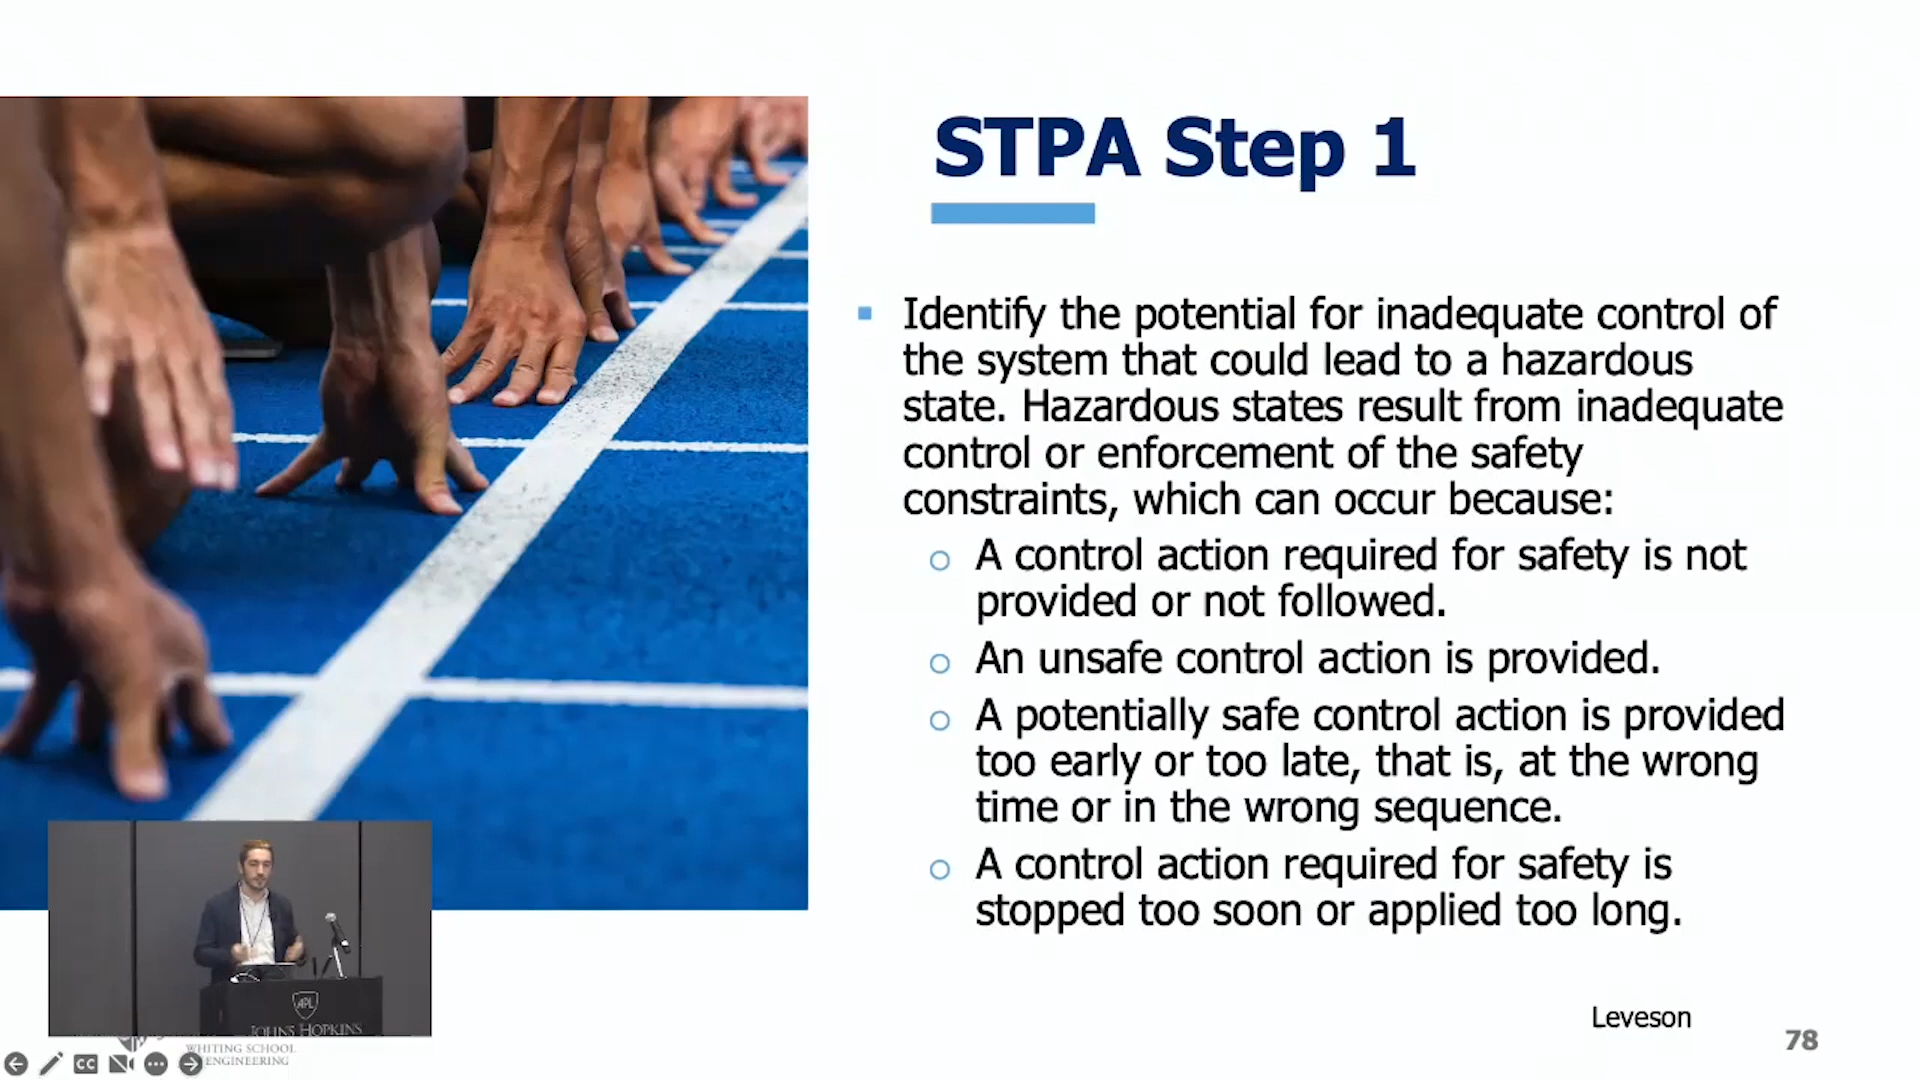 STPA Step 1
Identify the potential for inadequate control of
the system that could lead to a hazardous
state. Hazardous states result from inadequate
control or enforcement of the safety
constraints, which can occur because:
A control action required for safety is not
provided or not followed.
An unsafe control action is provided.
A potentially safe control action is provided
too early or too late, that is, at the wrong
time or in the wrong sequence.
A control action required for safety is
stopped too soon or applied too long.
Leveson
78
APL
JOHNS HOPKINS
WHITING SCHOOL
ENGINEERING
CC